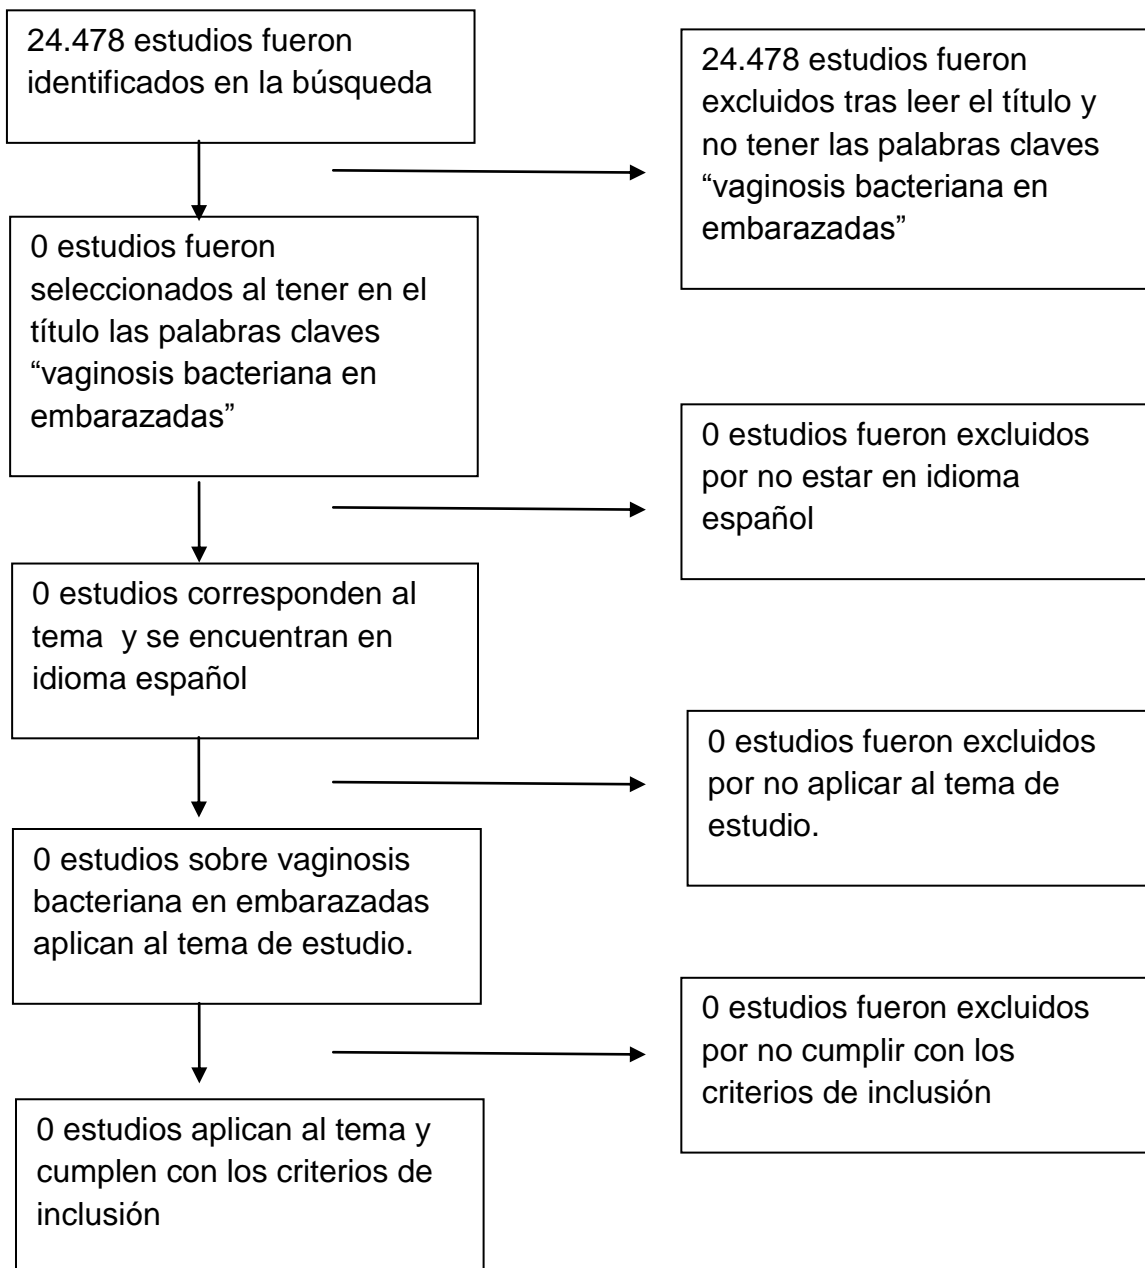 24.478 estudios fueron
identificados en la búsqueda
24.478 estudios fueron
excluidos tras leer el título y
no tener las palabras claves
“vaginosis bacteriana en
embarazadas”
0 estudios fueron
seleccionados al tener en el
título las palabras claves
“vaginosis bacteriana en
embarazadas”
0 estudios fueron excluidos
por no estar en idioma
español
0 estudios corresponden al
tema y se encuentran en
idioma español
0 estudios fueron excluidos
por no aplicar al tema de
estudio.
0 estudios sobre vaginosis
bacteriana en embarazadas
aplican al tema de estudio.
0 estudios fueron excluidos
por no cumplir con los
criterios de inclusión
0 estudios aplican al tema y
cumplen con los criterios de
inclusión